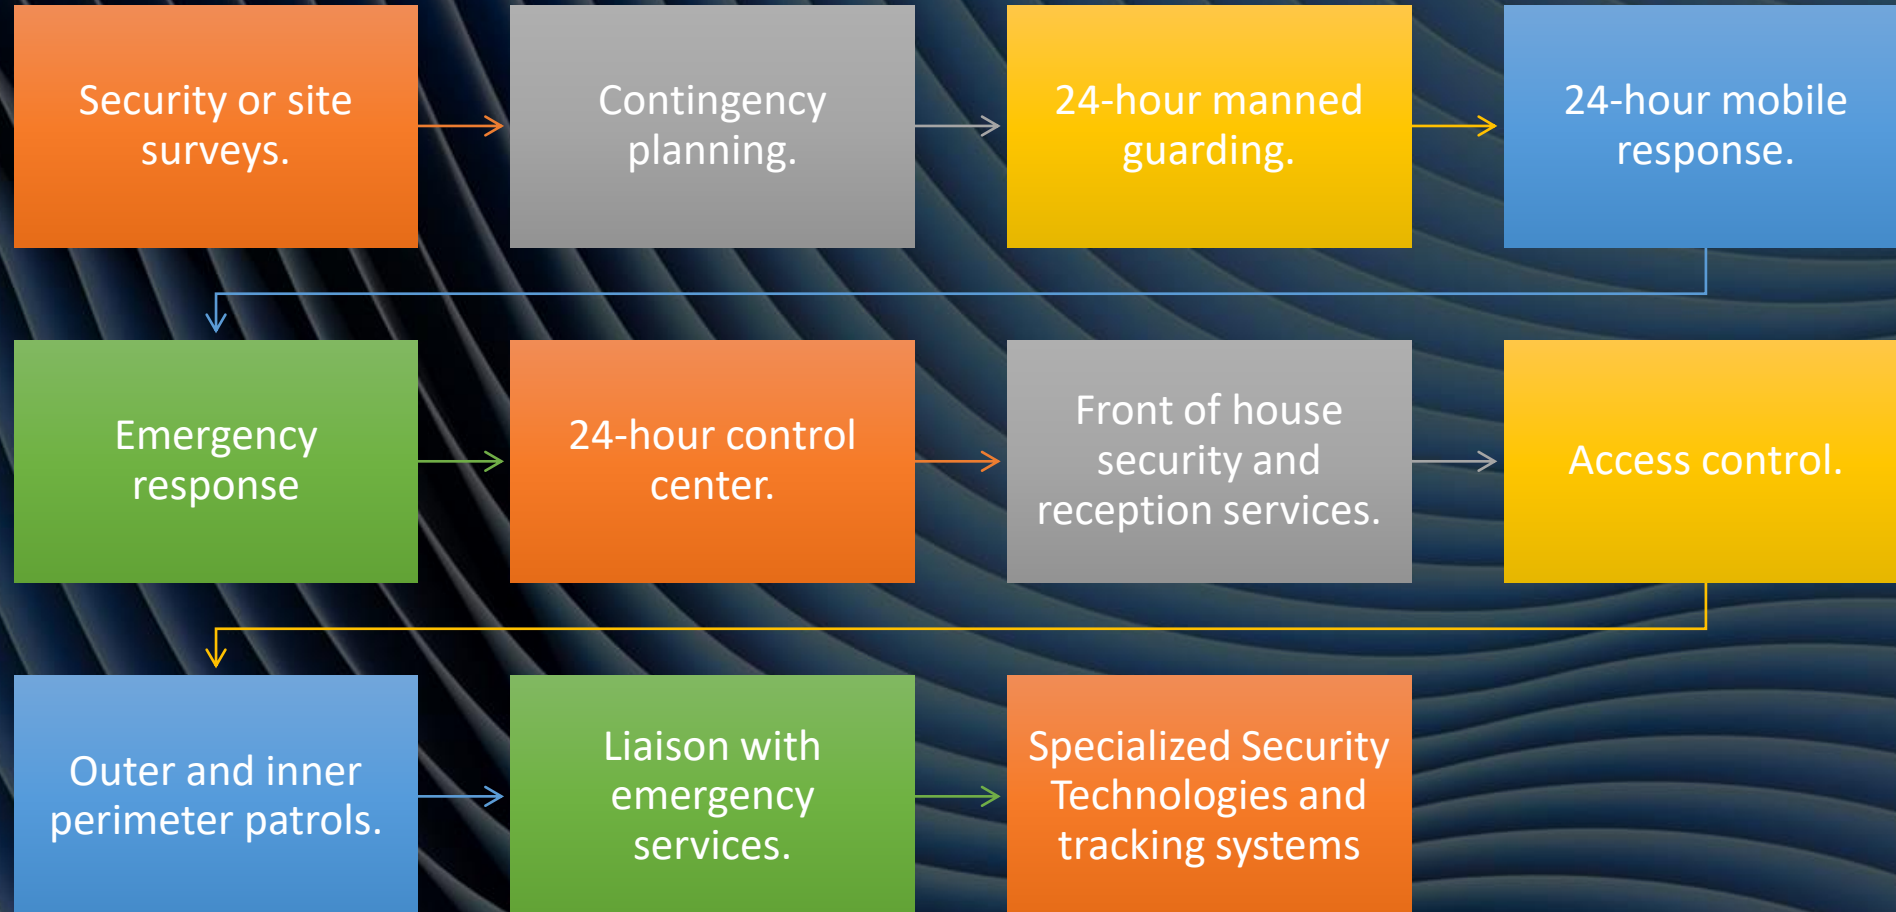 Security or site
surveys.
Contingency
planning.
24-hour manned
guarding.
24-hour mobile
response.
Emergency
response
24-hour control
center.
Front of house
security and
reception services.
Access control.
Outer and inner
perimeter patrols.
Liaison with
emergency
services.
Specialized Security
Technologies and
tracking systems